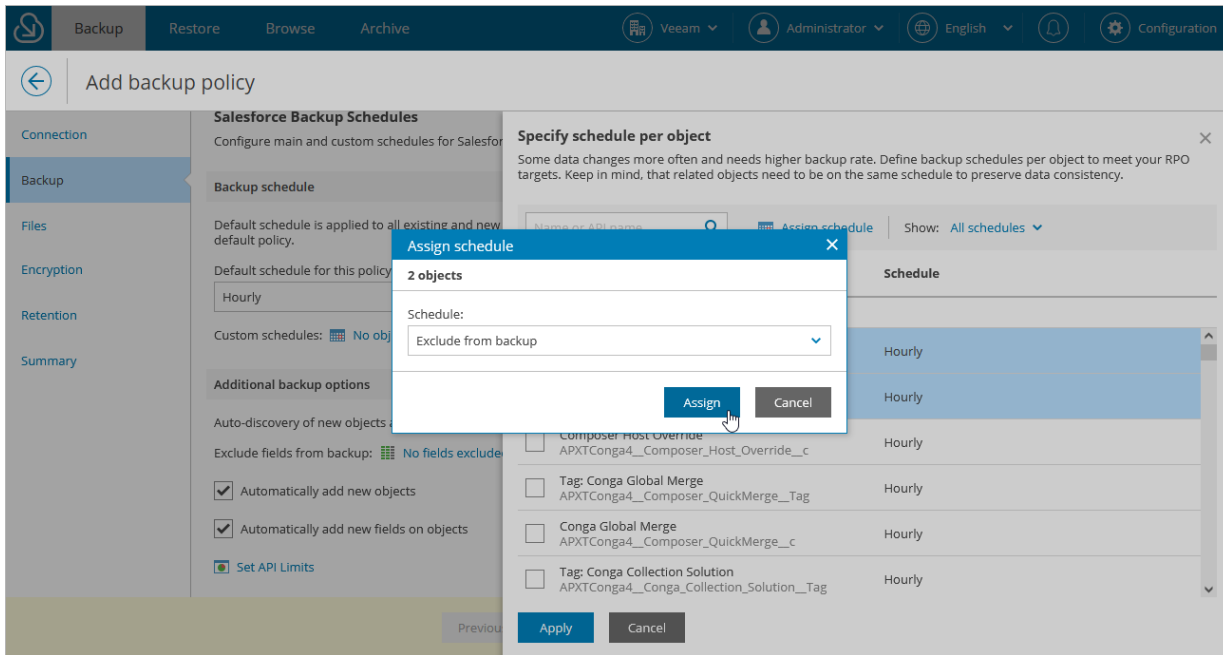 Backup
Restore
Browse
Archive
Veeam
Administrator
English
Configuration
Add backup policy
Connection
Backup
Files
Encryption
Retention
Summary
Salesforce Backup Schedules
Configure main and custom schedules for Salesfor
Backup schedule
Default schedule is applied to all existing and new
default policy.
Default schedule for this policy
Hourly
Custom schedules: No obj
Additional backup options
Auto-discovery of new objects a
Exclude fields from backup: No fields exclude
Automatically add new objects
Automatically add new fields on objects
Set API Limits
Previou
Specify schedule per object
Some data changes more often and needs higher backup rate. Define backup schedules per object to meet your RPO
targets. Keep in mind, that related objects need to be on the same schedule to preserve data consistency.
Name or API name
Assign schedule
Show: All schedules
Schedule
Hourly
Hourly
Composer Host Override
APXTConga4__Composer_Host_Override__c
Hourly
Tag: Conga Global Merge
APXTConga4__Composer_QuickMerge__Tag
Hourly
Conga Global Merge
APXTConga4__Composer_QuickMerge__c
Hourly
Tag: Conga Collection Solution
APXTConga4__Conga_Collection_Solution__Tag
Hourly
Apply
Cancel
Assign schedule
2 objects
Schedule:
Exclude from backup
Assign
Cancel